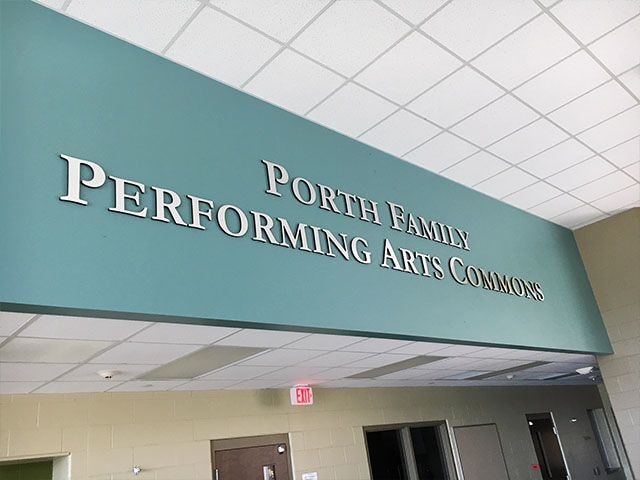 PORTH FAMILY
PERFORMING ARTS COMMONS
EXIT